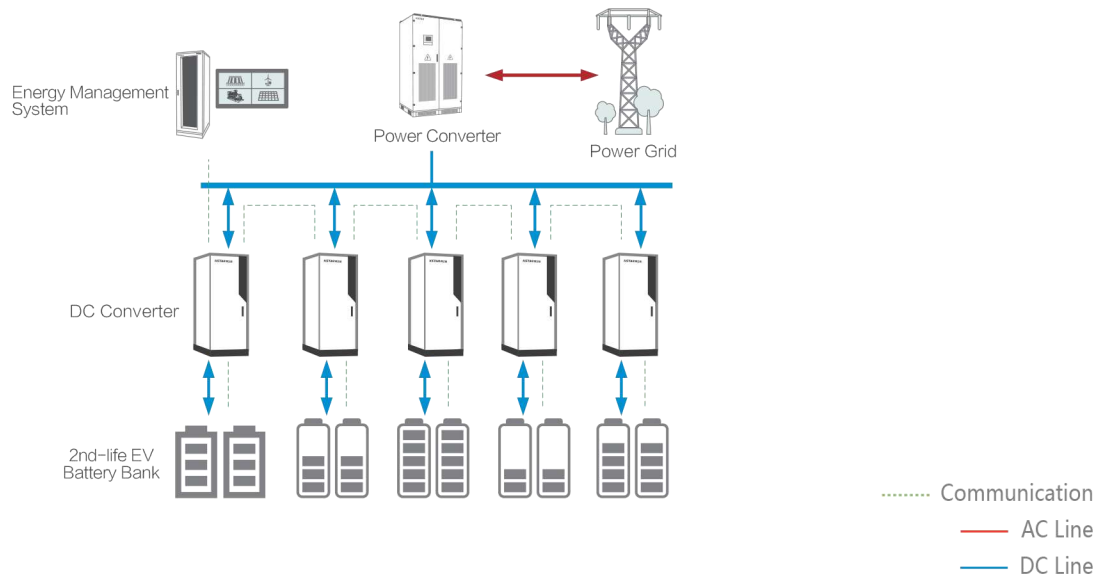 Energy Management
System
Power Converter
Power Grid
DC Converter
2nd-life EV
Battery Bank
Communication
AC Line
DC Line